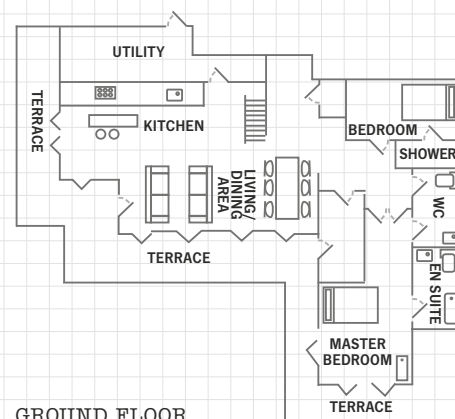 UTILITY
TERRACE
KITCHEN
BEDROOM
SHOWER
LIVING/
DINING
AREA
WC
TERRACE
EN SUITE
MASTER
BEDROOM
TERRACE
GROUND FLOOR